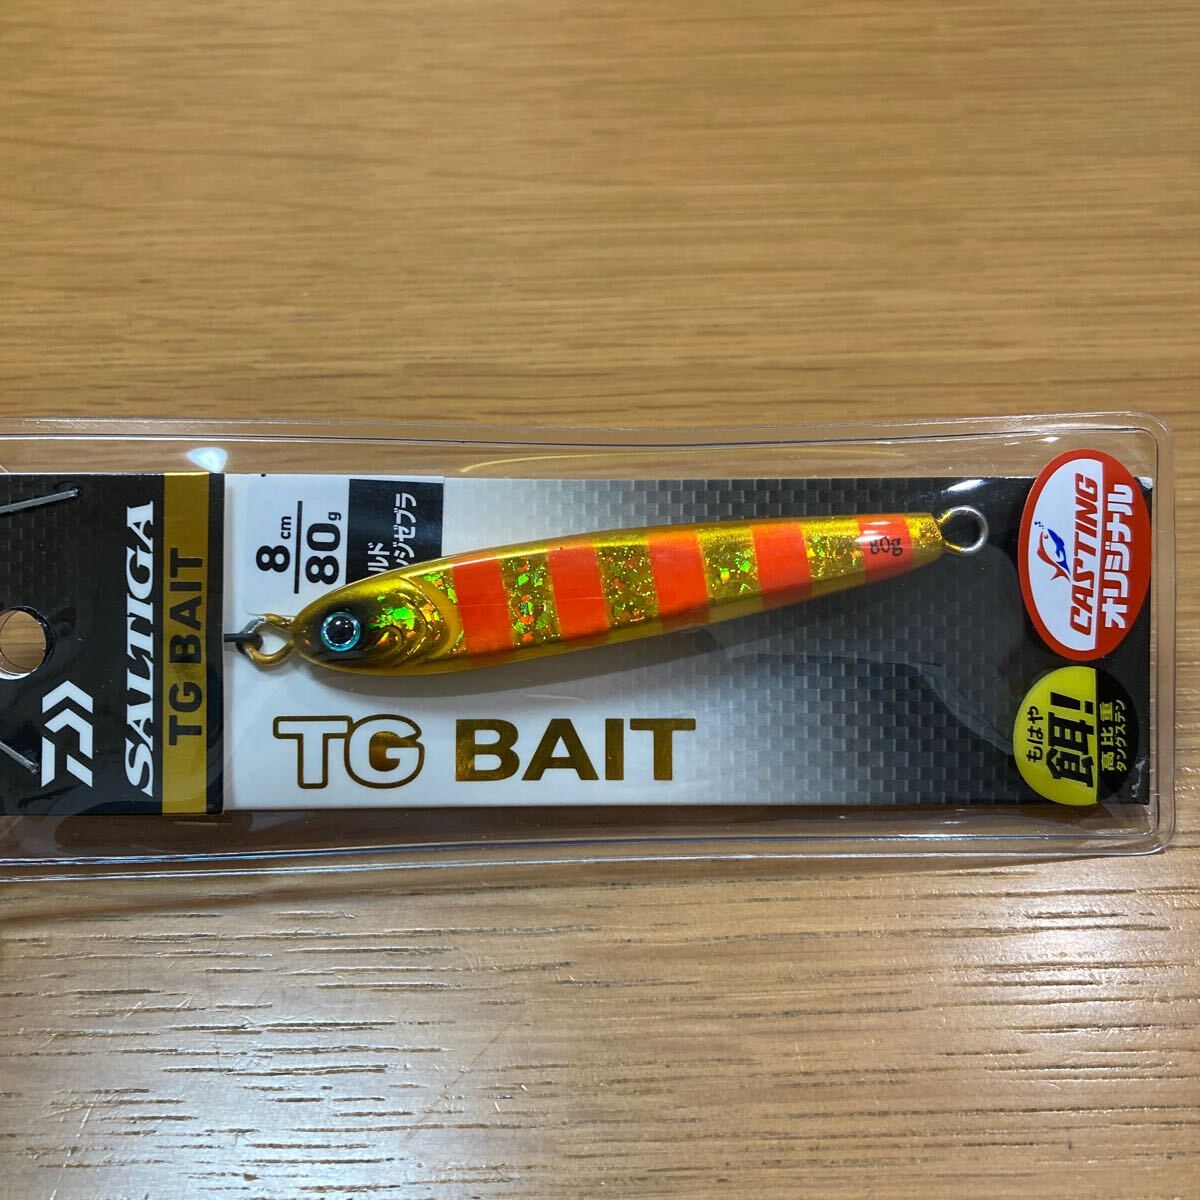 SALTIGA
TG BAIT
8cm
80g
ルド
ンジゼブラ
80g
TG BAIT
CASTING
オリジナル
もはや
餌!
高比重
タングステン